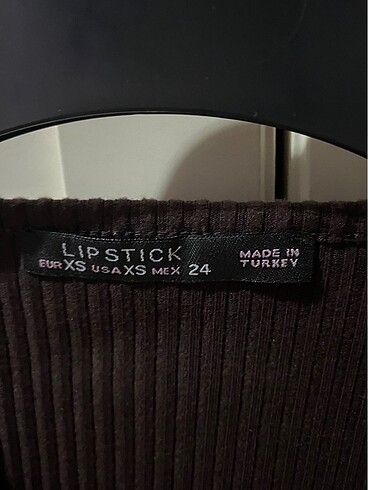 LIPSTICK
EUR XS USA XS MEX 24
MADE IN
TURKEY